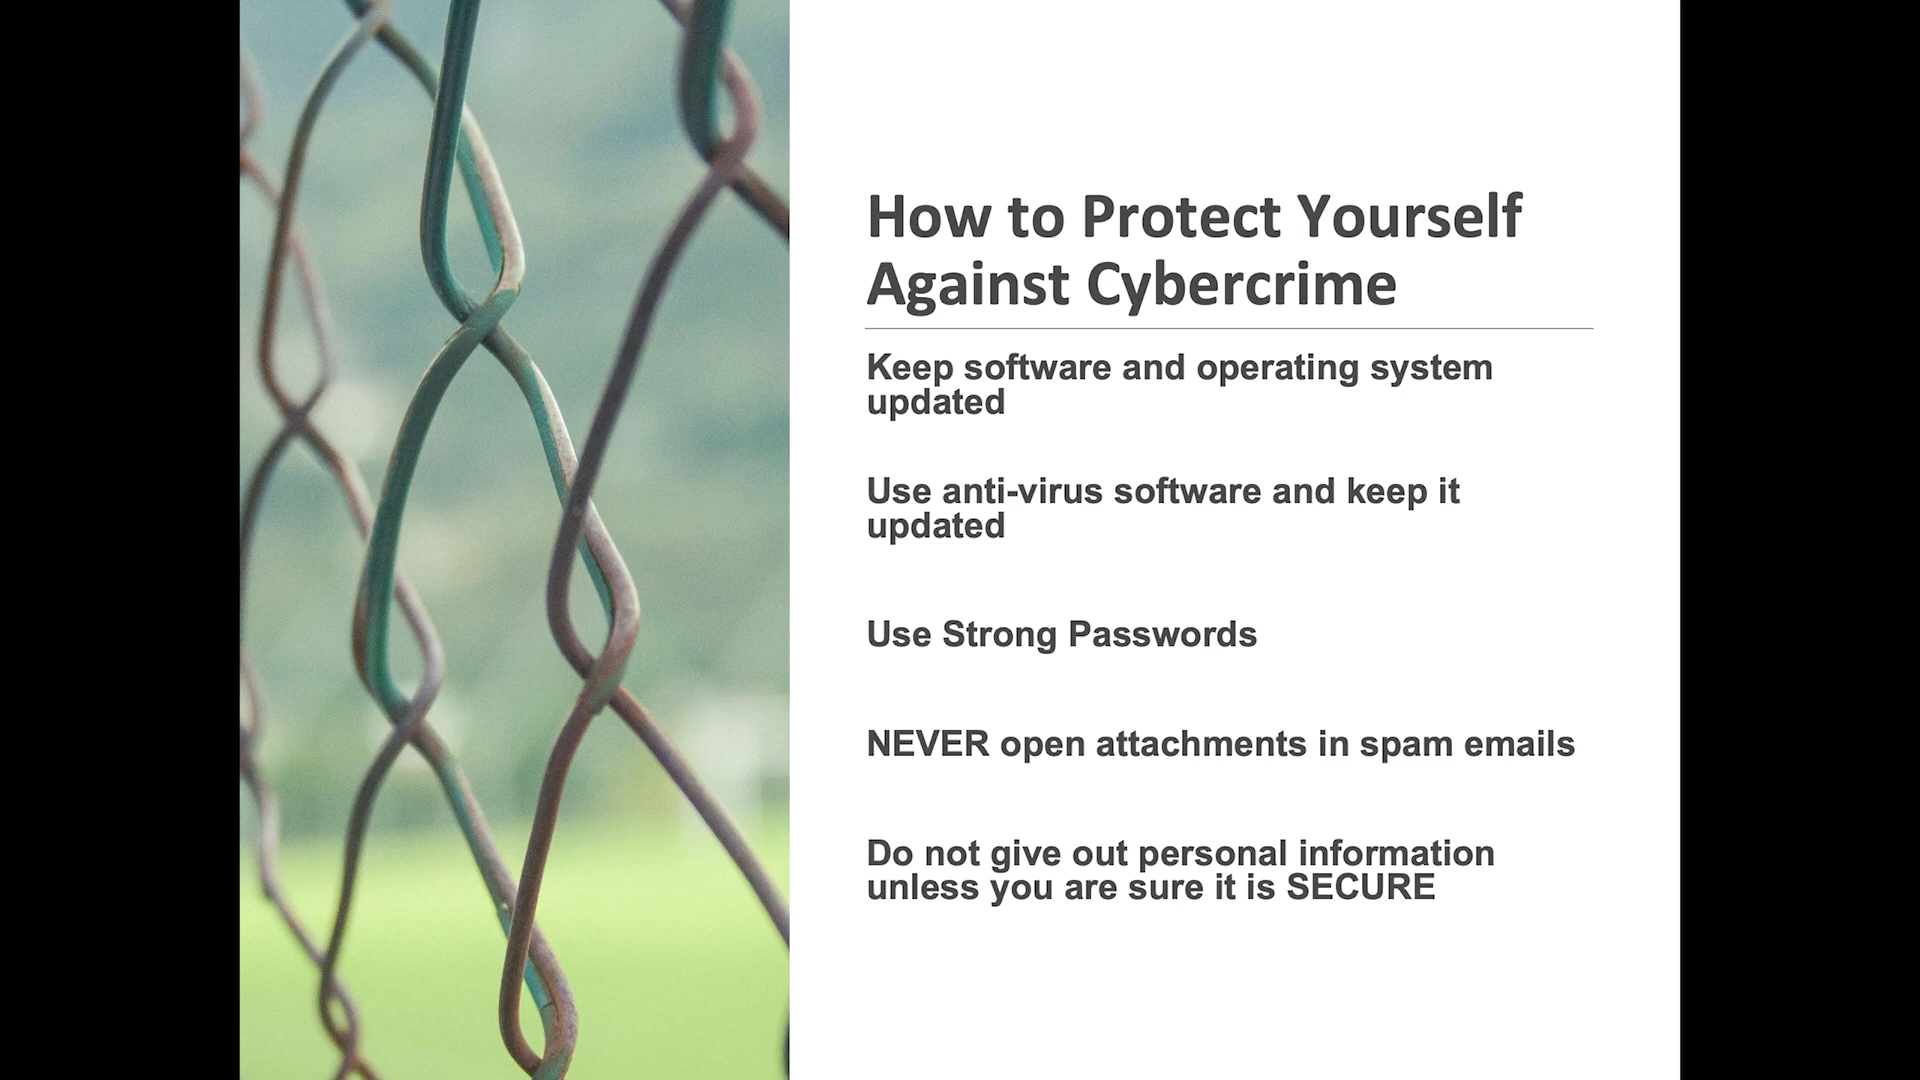 How to Protect Yourself
Against Cybercrime
Keep software and operating system
updated
Use anti-virus software and keep it
updated
Use Strong Passwords
NEVER open attachments in spam emails
Do not give out personal information
unless you are sure it is SECURE